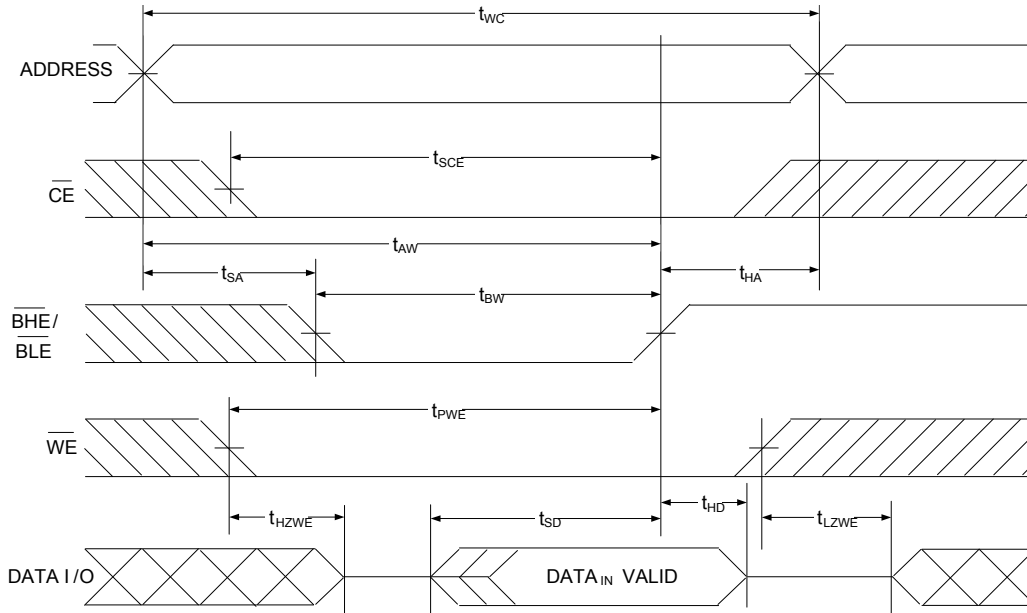 tWC
ADDRESS
tSCE
CE
tAW
tSA
tHA
tBW
BHE/
BLE
tPWE
WE
tHZWE
tSD
tHD
tLZWE
DATA I/O
DATAIN VALID